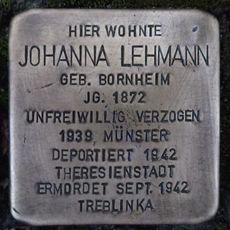 HIER WOHNTE
JOHANNA LEHMANN
GEB. BORNHEIM
JG. 1872
UNFREIWILLIG VERZOGEN
1939, MÜNSTER
DEPORTIERT 1942
THERESIENSTADT
ERMORDET SEPT. 1942
TREBLINKA